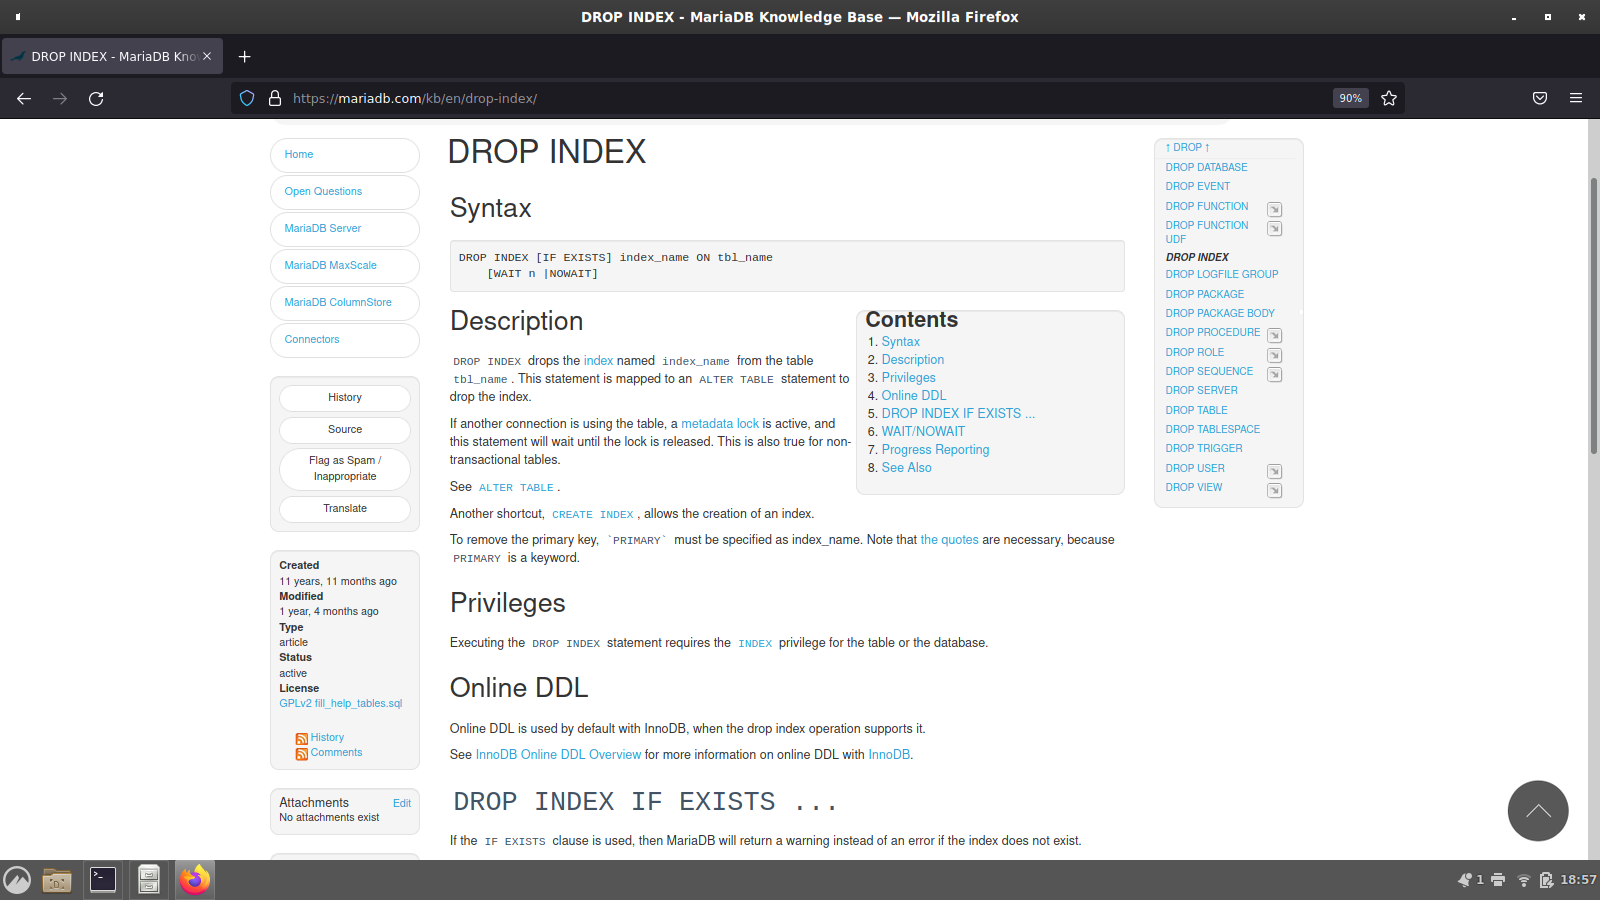 DROP INDEX - MariaDB Knowledge Base — Mozilla Firefox
DROP INDEX - MariaDB Kno
https://mariadb.com/kb/en/drop-index/
90%
Home
Open Questions
MariaDB Server
MariaDB MaxScale
MariaDB ColumnStore
Connectors
History
Source
Flag as Spam /
Inappropriate
Translate
Created
11 years, 11 months ago
Modified
1 year, 4 months ago
Type
article
Status
active
License
GPLv2 fill_help_tables.sql
History
Comments
Attachments Edit
No attachments exist
DROP INDEX
Syntax
DROP INDEX [IF EXISTS] index_name ON tbl_name
[WAIT n |NOWAIT]
Description
DROP INDEX drops the index named index_name from the table
tbl_name. This statement is mapped to an ALTER TABLE statement to
drop the index.
If another connection is using the table, a metadata lock is active, and
this statement will wait until the lock is released. This is also true for non-
transactional tables.
See ALTER TABLE.
Another shortcut, CREATE INDEX, allows the creation of an index.
To remove the primary key, `PRIMARY` must be specified as index_name. Note that the quotes are necessary, because
PRIMARY is a keyword.
Contents
1. Syntax
2. Description
3. Privileges
4. Online DDL
5. DROP INDEX IF EXISTS ...
6. WAIT/NOWAIT
7. Progress Reporting
8. See Also
Privileges
Executing the DROP INDEX statement requires the INDEX privilege for the table or the database.
Online DDL
Online DDL is used by default with InnoDB, when the drop index operation supports it.
See InnoDB Online DDL Overview for more information on online DDL with InnoDB.
DROP INDEX IF EXISTS ...
If the IF EXISTS clause is used, then MariaDB will return a warning instead of an error if the index does not exist.
↑ DROP ↑
DROP DATABASE
DROP EVENT
DROP FUNCTION
DROP FUNCTION
UDF
DROP INDEX
DROP LOGFILE GROUP
DROP PACKAGE
DROP PACKAGE BODY
DROP PROCEDURE
DROP ROLE
DROP SEQUENCE
DROP SERVER
DROP TABLE
DROP TABLESPACE
DROP TRIGGER
DROP USER
DROP VIEW
1
18:57